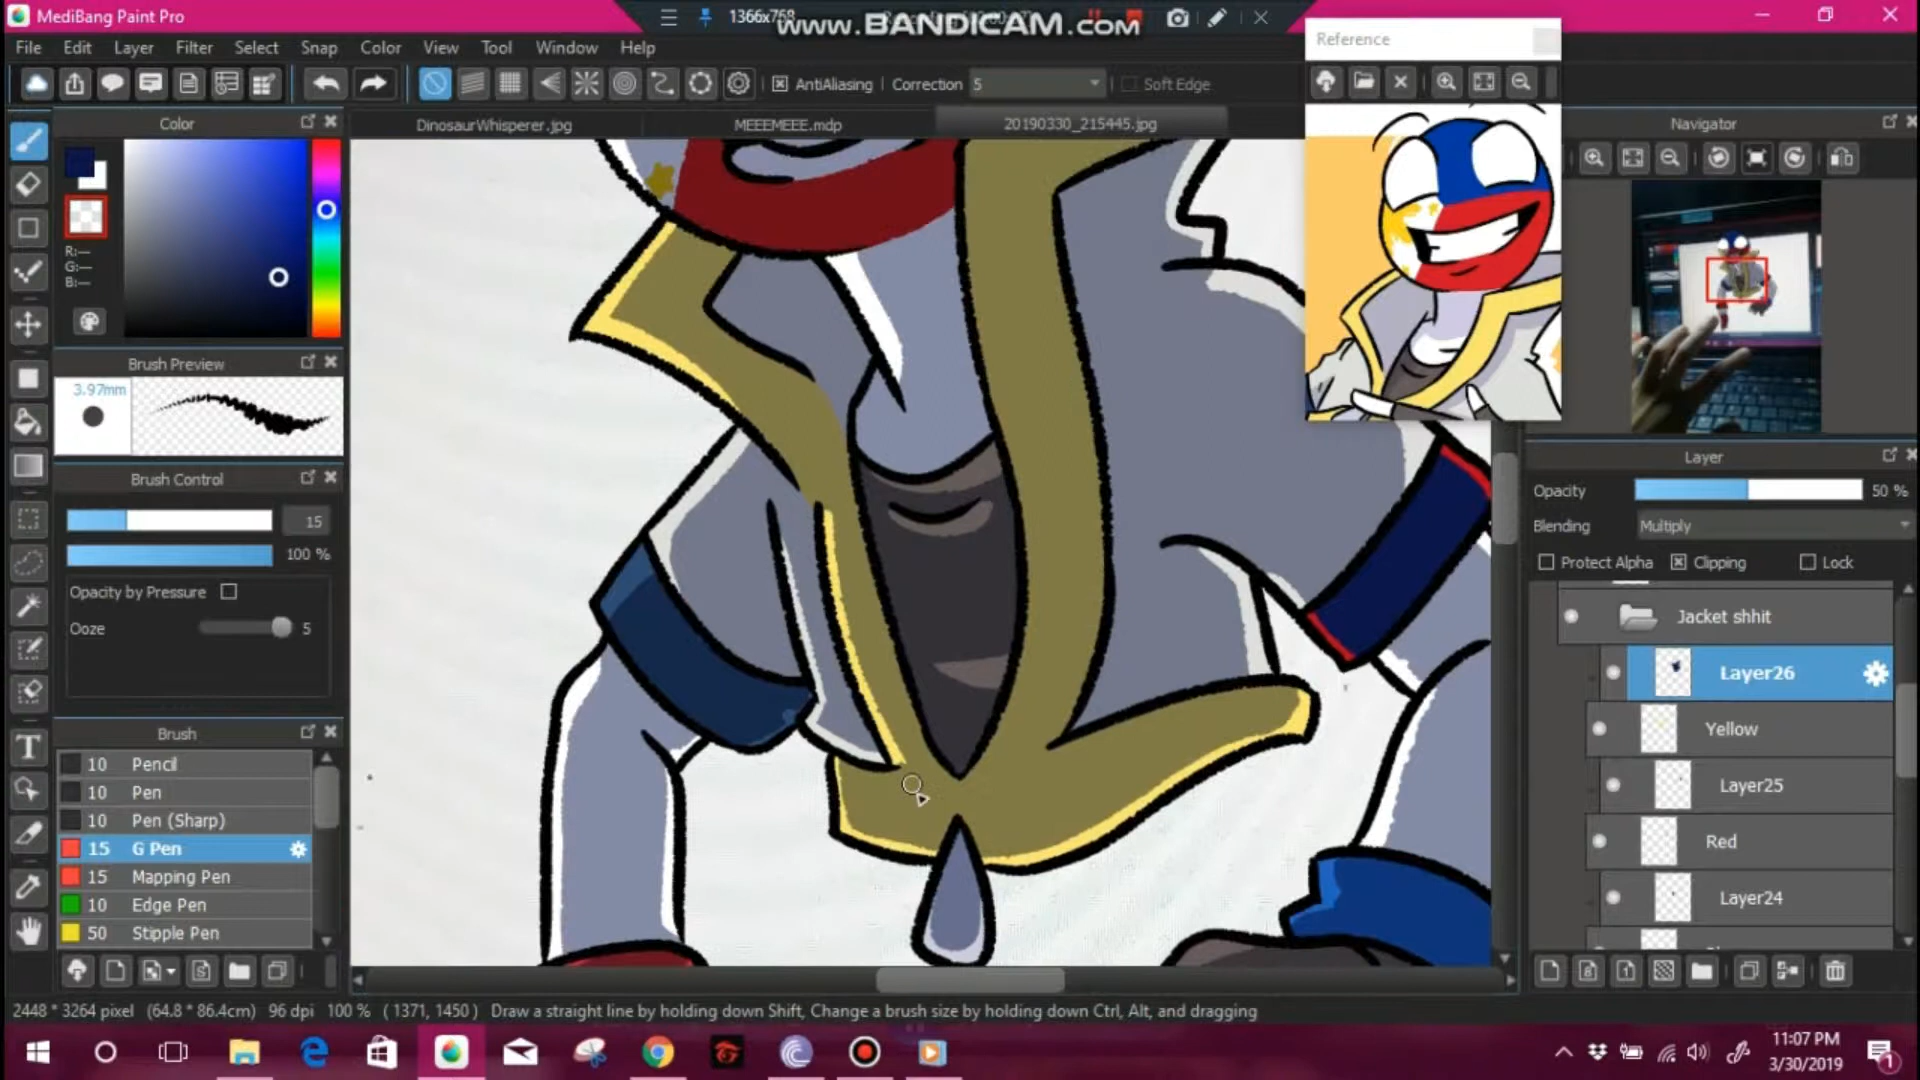 MediBang Paint Pro
1366x768
www.BANDICAM.com
Reference
File Edit Layer Filter Select Snap Color View Tool Window Help
AntiAliasing Correction 5 Soft Edge
Color
DinosaurWhisperer.jpg MEEEMEEE.mdp 20190330_215445.jpg
Navigator
R:—
G:—
B:—
Brush Preview
3.97mm
Brush Control
15
100 %
Opacity by Pressure
Ooze 5
Brush
10 Pencil
10 Pen
10 Pen (Sharp)
15 G Pen
15 Mapping Pen
10 Edge Pen
50 Stipple Pen
Layer
Opacity 50 %
Blending Multiply
Protect Alpha Clipping Lock
Jacket shhit
Layer26
Yellow
Layer25
Red
Layer24
2448 * 3264 pixel (64.8 * 86.4cm) 96 dpi 100 % ( 1371, 1450 ) Draw a straight line by holding down Shift, Change a brush size by holding down Ctrl, Alt, and dragging
11:07 PM
3/30/2019
1